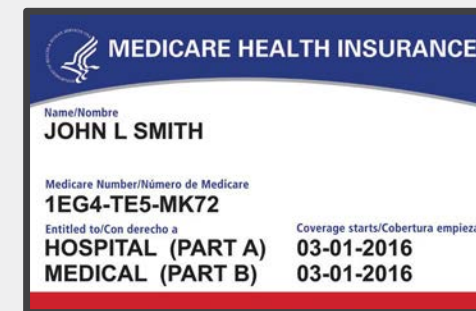 MEDICARE HEALTH INSURANCE
Name/Nombre
JOHN L SMITH
Medicare Number/Número de Medicare
1EG4-TE5-MK72
Entitled to/Con derecho a
HOSPITAL (PART A)
MEDICAL (PART B)
Coverage starts/Cobertura empieza
03-01-2016
03-01-2016